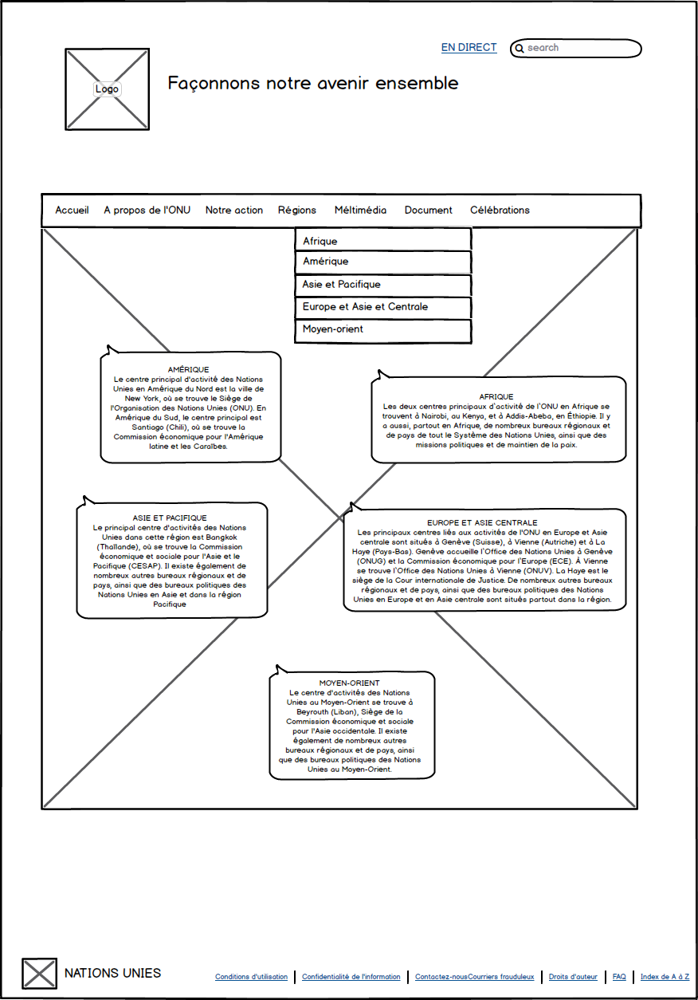 EN DIRECT
search
Logo
Façonnons notre avenir ensemble
Accueil A propos de l'ONU Notre action Régions Méltimédia Document Célébrations
Afrique
Amérique
Asie et Pacifique
Europe et Asie et Centrale
Moyen-orient
AMÉRIQUE
Le centre principal d'activité des Nations
Unies en Amérique du Nord est la ville de
New York, où se trouve le Siège de
l'Organisation des Nations Unies (ONU). En
Amérique du Sud, le centre principal est
Santiago (Chili), où se trouve la
Commission économique pour l'Amérique
latine et les Caraïbes.
AFRIQUE
Les deux centres principaux d'activité de l'ONU en Afrique se
trouvent à Nairobi, au Kenya, et à Addis-Abeba, en Éthiopie. Il y
a aussi, partout en Afrique, de nombreux bureaux régionaux et
de pays de tout le Système des Nations Unies, ainsi que des
missions politiques et de maintien de la paix.
ASIE ET PACIFIQUE
Le principal centre d'activités des Nations
Unies dans cette région est Bangkok
(Thaïlande), où se trouve la Commission
économique et sociale pour l'Asie et le
Pacifique (CESAP). Il existe également de
nombreux autres bureaux régionaux et de
pays, ainsi que des bureaux politiques des
Nations Unies en Asie et dans la région
Pacifique
EUROPE ET ASIE CENTRALE
Les principaux centres liés aux activités de l'ONU en Europe et Asie
centrale sont situés à Genève (Suisse), à Vienne (Autriche) et à La
Haye (Pays-Bas). Genève accueille l'Office des Nations Unies à Genève
(ONUG) et la Commission économique pour l'Europe (ECE). À Vienne
se trouve l'Office des Nations Unies à Vienne (ONUV). La Haye est le
siège de la Cour internationale de Justice. De nombreux autres bureaux
régionaux et de pays, ainsi que des bureaux politiques des Nations
Unies en Europe et en Asie centrale sont situés partout dans la région.
MOYEN-ORIENT
Le centre d'activités des Nations
Unies au Moyen-Orient se trouve à
Beyrouth (Liban), Siège de la
Commission économique et sociale
pour l'Asie occidentale. Il existe
également de nombreux autres
bureaux régionaux et de pays, ainsi
que des bureaux politiques des Nations
Unies au Moyen-Orient.
NATIONS UNIES
Conditions d'utilisation Confidentialité de l'information Contactez-nousCourriers frauduleux Droits d'auteur FAQ Index de A à Z